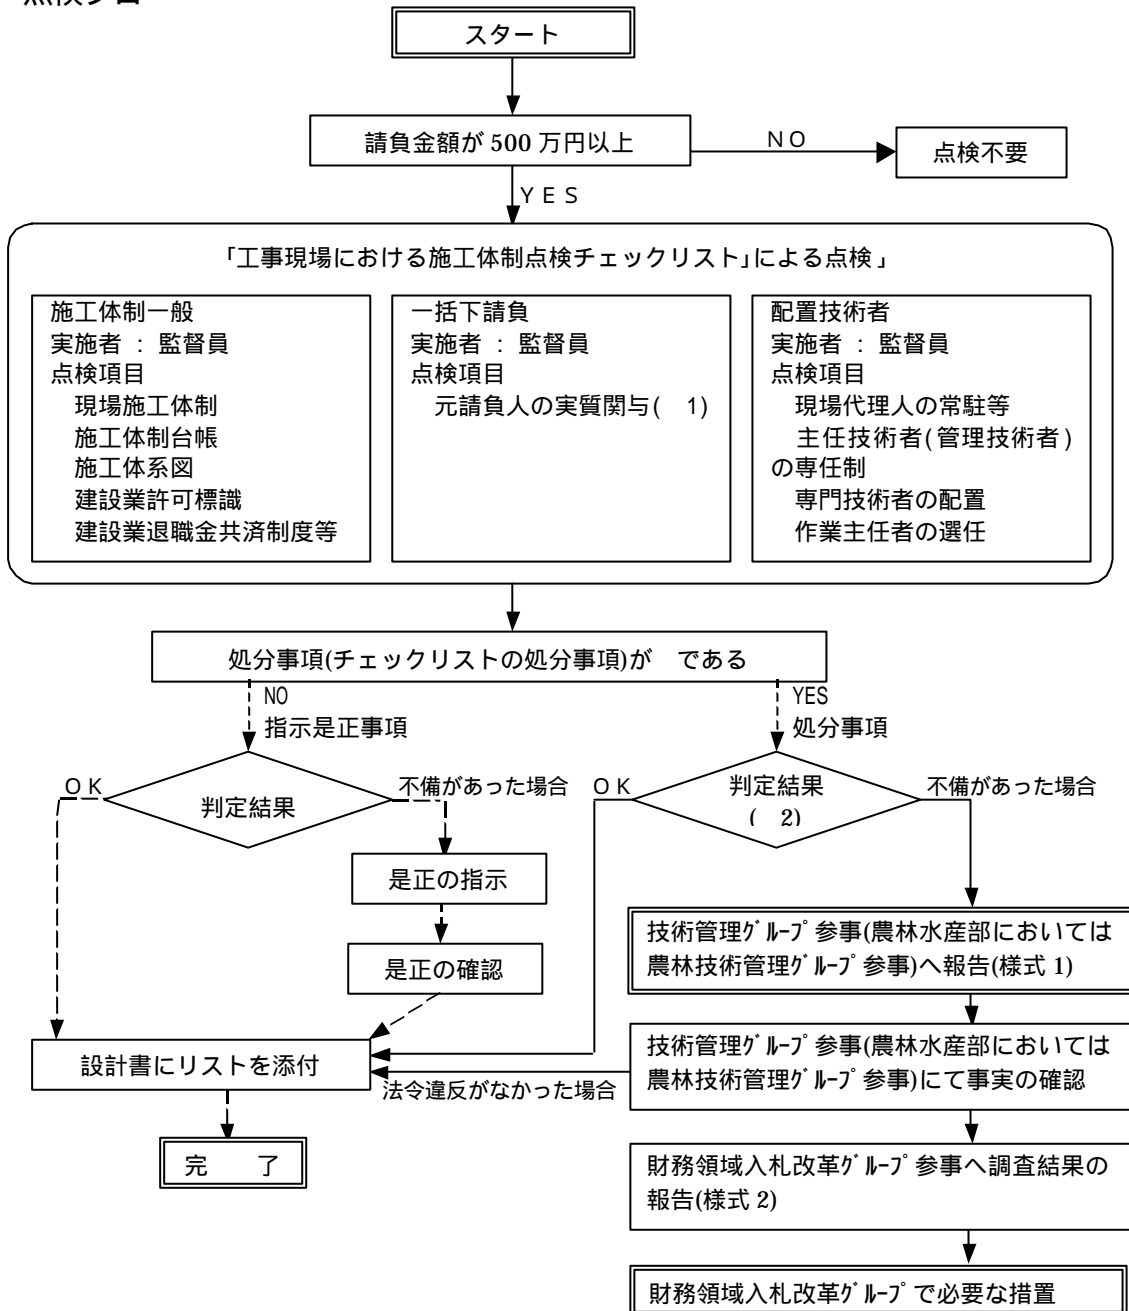 スタート
請負金額が 500 万円以上
ＮＯ
点検不要
ＹＥＳ
「工事現場における施工体制点検チェックリスト」による点検」
施工体制一般
実施者 : 監督員
点検項目
現場施工体制
施工体制台帳
施工体系図
建設業許可標識
建設業退職金共済制度等
一括下請負
実施者 : 監督員
点検項目
元請負人の実質関与(　1)
配置技術者
実施者 : 監督員
点検項目
現場代理人の常駐等
主任技術者(管理技術者)
の専任制
専門技術者の配置
作業主任者の選任
処分事項(チェックリストの処分事項)が　である
NO
指示是正事項
YES
処分事項
ＯＫ
判定結果
不備があった場合
ＯＫ
判定結果
(　2)
不備があった場合
是正の指示
是正の確認
技術管理ｸﾞﾙｰﾌﾟ参事(農林水産部においては
農林技術管理ｸﾞﾙｰﾌﾟ参事)へ報告(様式 1)
設計書にリストを添付
技術管理ｸﾞﾙｰﾌﾟ参事(農林水産部においては
農林技術管理ｸﾞﾙｰﾌﾟ参事)にて事実の確認
法令違反がなかった場合
完　　了
財務領域入札改革ｸﾞﾙｰﾌﾟ参事へ調査結果の
報告(様式 2)
財務領域入札改革ｸﾞﾙｰﾌﾟで必要な措置